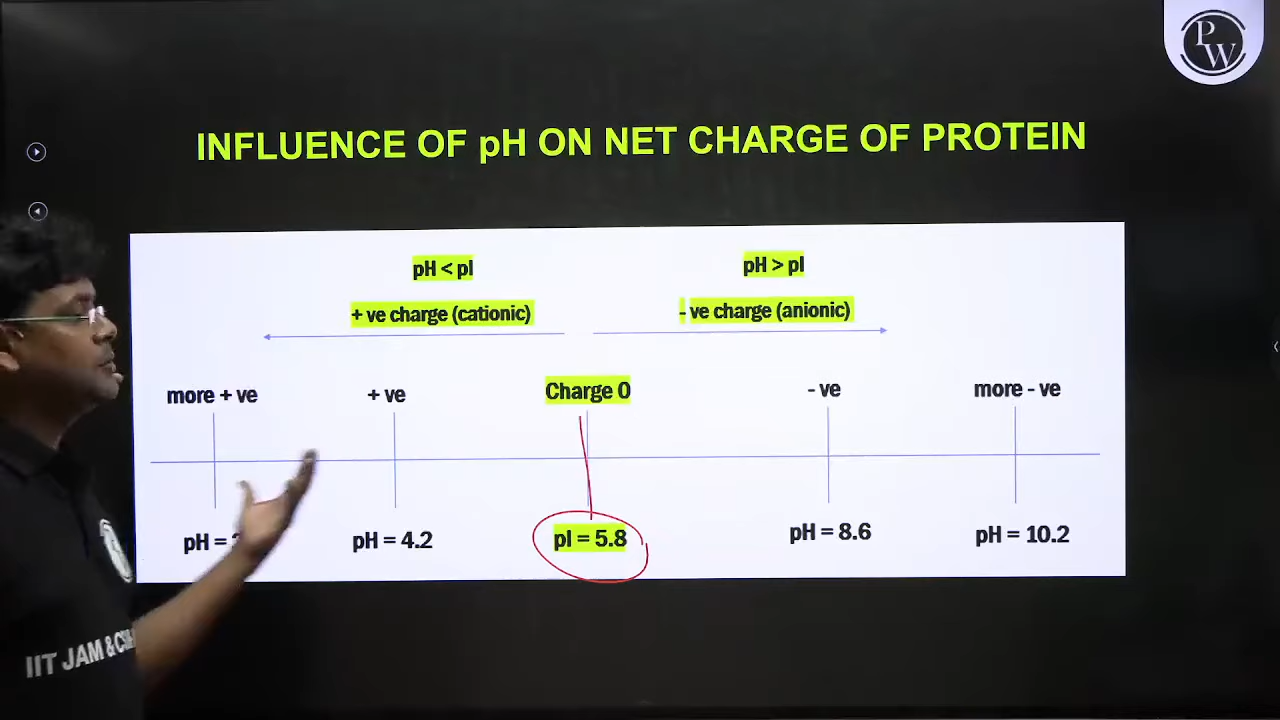 PW
INFLUENCE OF pH ON NET CHARGE OF PROTEIN
pH < pI
pH > pI
+ ve charge (cationic)
- ve charge (anionic)
more + ve
+ ve
Charge 0
- ve
more - ve
pH =
pH = 4.2
pI = 5.8
pH = 8.6
pH = 10.2
IIT JAM &